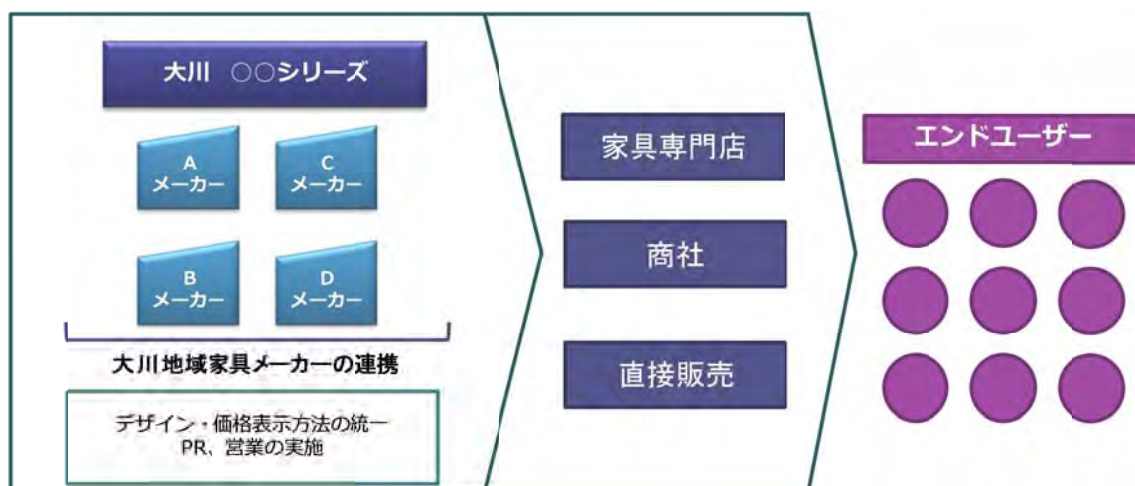 大川 ○○シリーズ
A
メーカー
C
メーカー
B
メーカー
D
メーカー
大川地域家具メーカーの連携
デザイン・価格表示方法の統一
PR、営業の実施
家具専門店
商社
直接販売
エンドユーザー